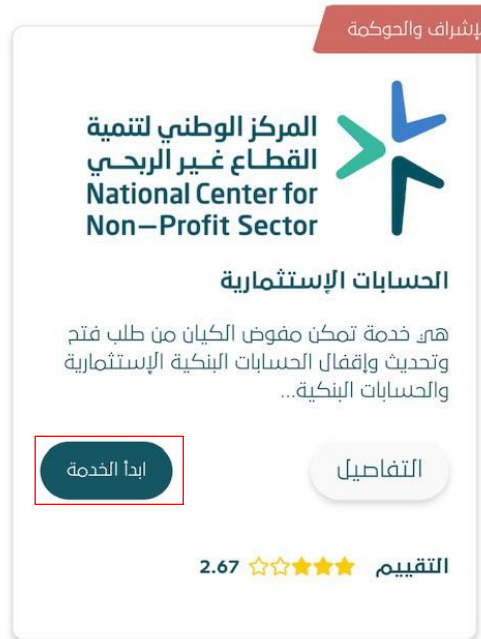 لإشراف والحوكمة
المركز الوطني لتنمية
القطاع غير الربحي
National Center for
Non–Profit Sector
الحسابات الإستثمارية
هي خدمة تمكن مفوض الكيان من طلب فتح
وتحديث وإقفال الحسابات البنكية الإستثمارية
والحسابات البنكية...
التفاصيل
ابدأ الخدمة
التقييم 2.67